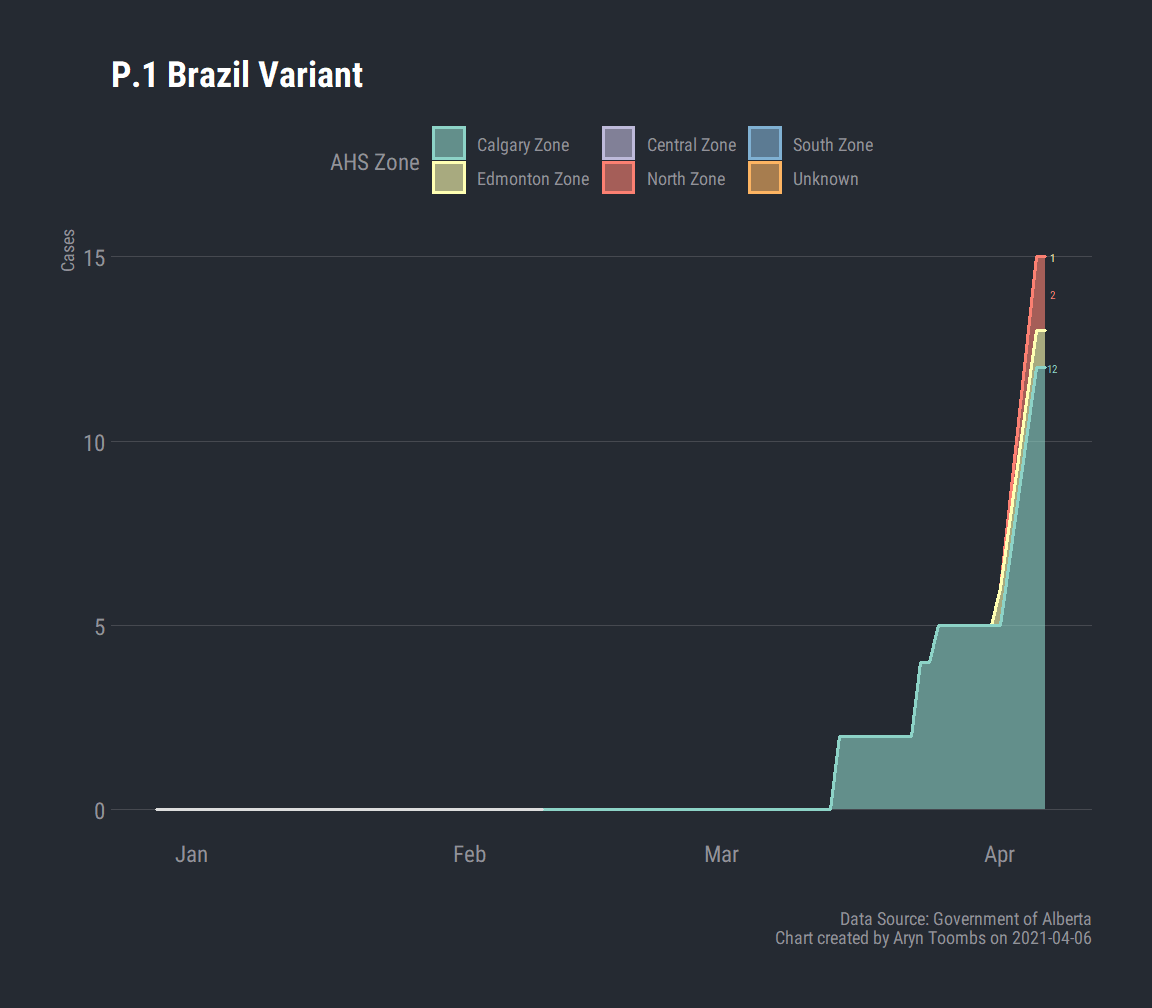 P.1 Brazil Variant
AHS Zone
Calgary Zone
Central Zone
South Zone
Edmonton Zone
North Zone
Unknown
Cases
15
10
5
0
1
2
12
Jan
Feb
Mar
Apr
Data Source: Government of Alberta
Chart created by Aryn Toombs on 2021-04-06